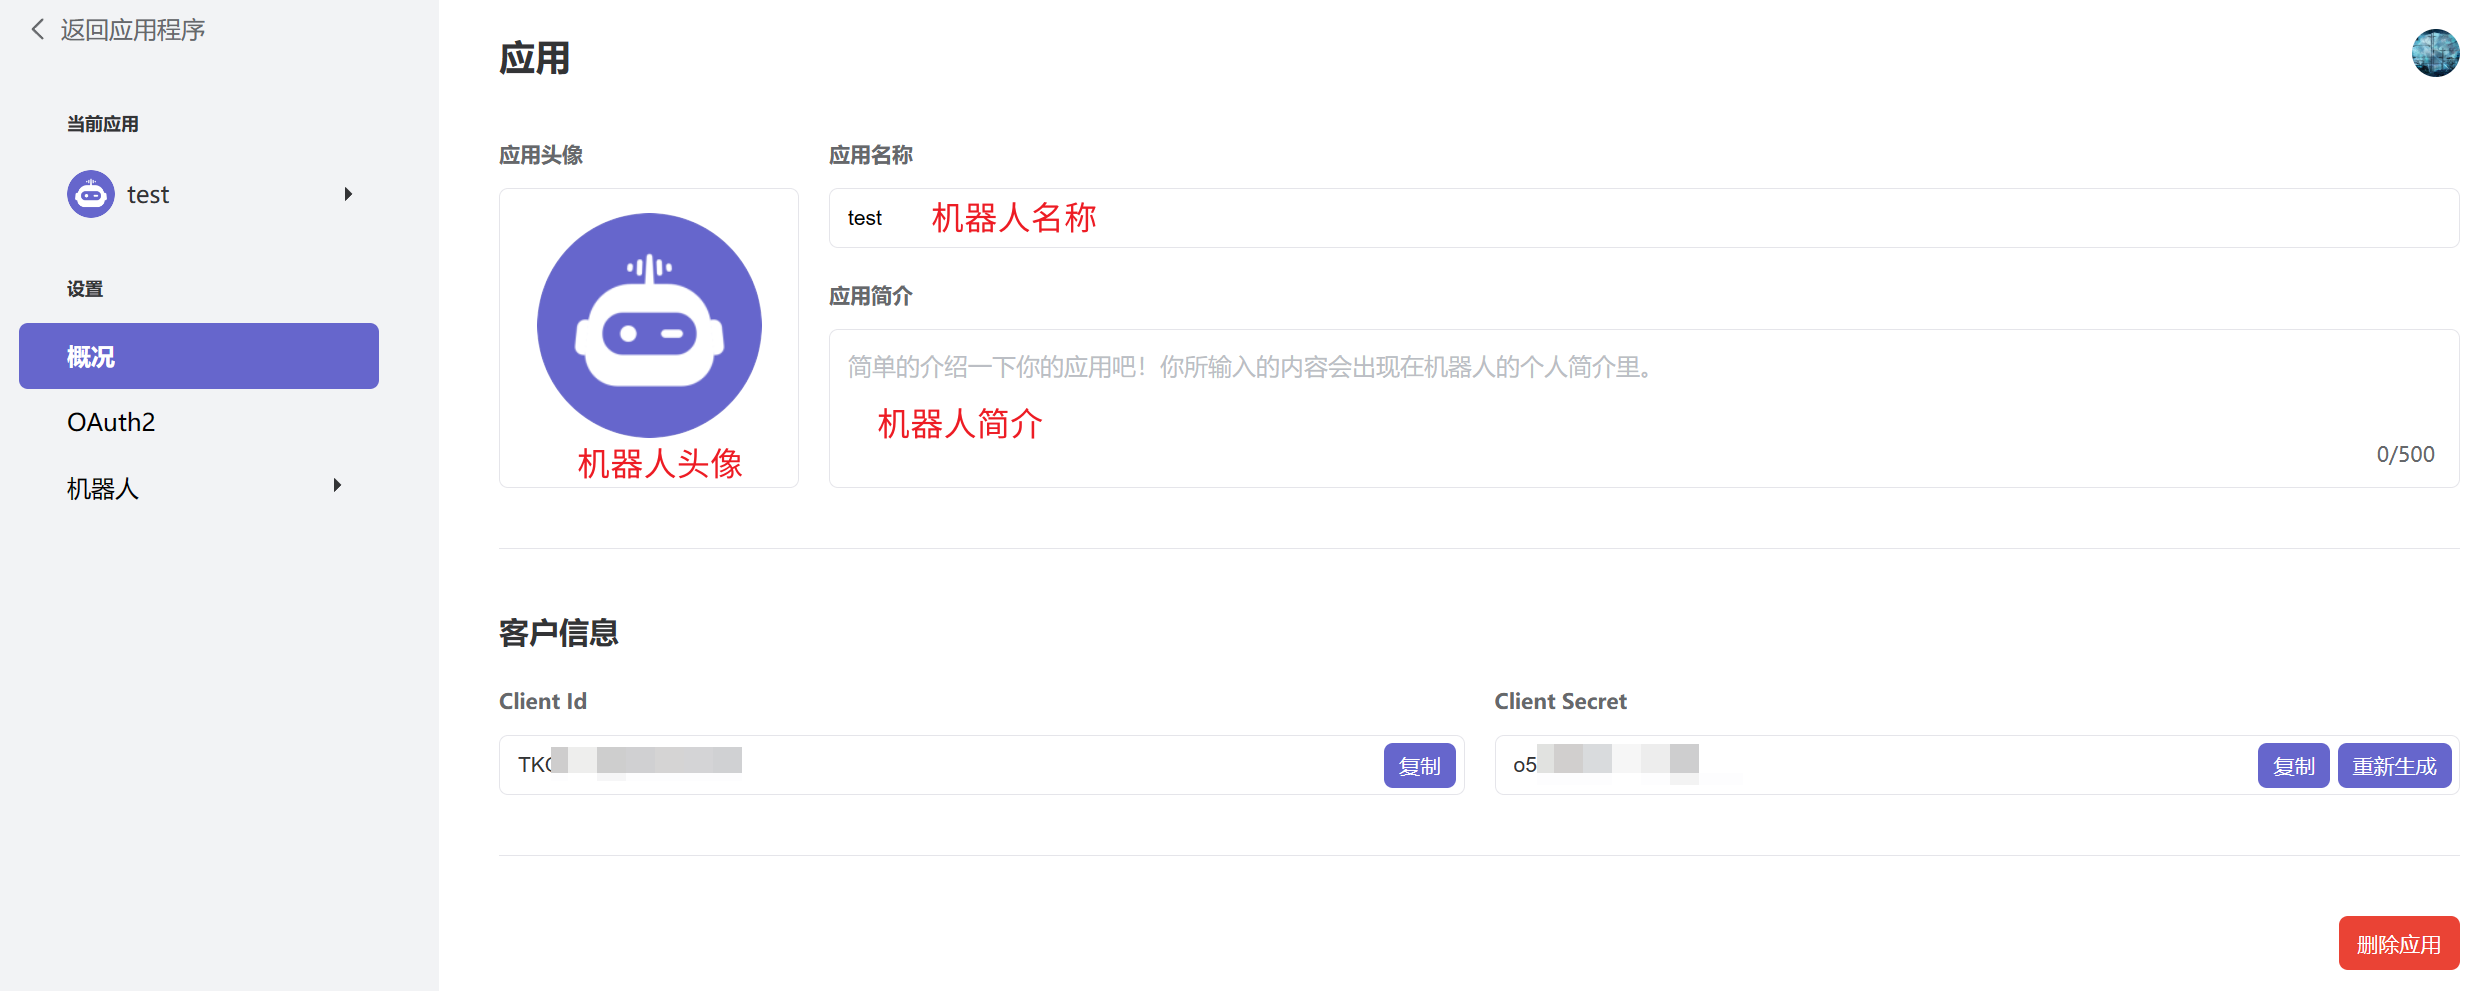 返回应用程序
当前应用
test
设置
概况
OAuth2
机器人
应用
应用头像
机器人头像
应用名称
test
机器人名称
应用简介
简单的介绍一下你的应用吧！你所输入的内容会出现在机器人的个人简介里。
机器人简介
0/500
客户信息
Client Id
TK
复制
Client Secret
o5
复制
重新生成
删除应用